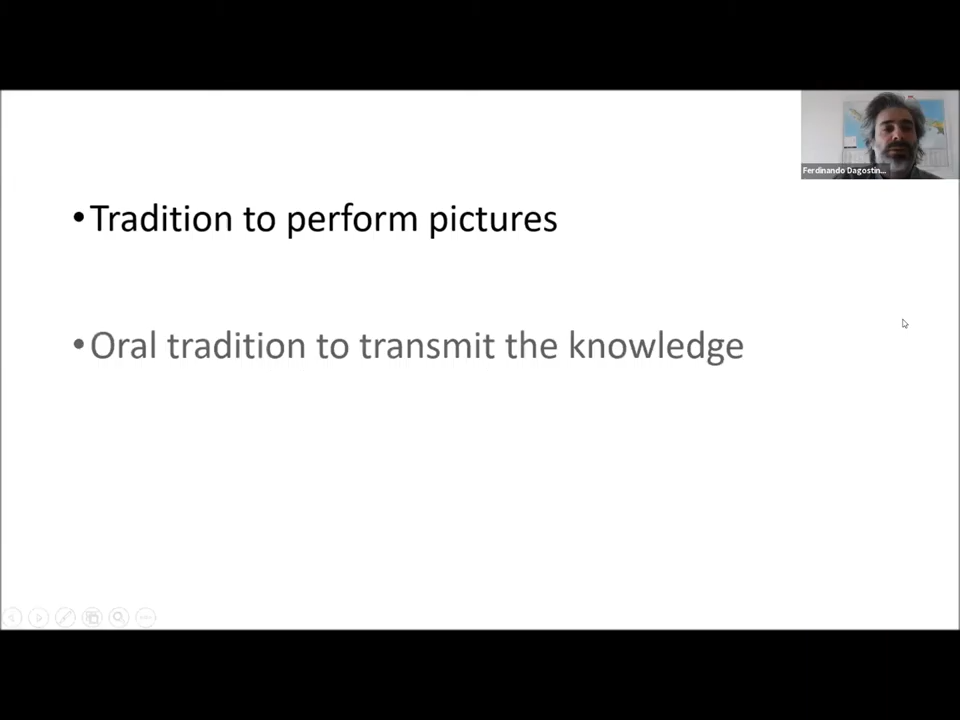 Ferdinando Dagostin...
•Tradition to perform pictures
•Oral tradition to transmit the knowledge